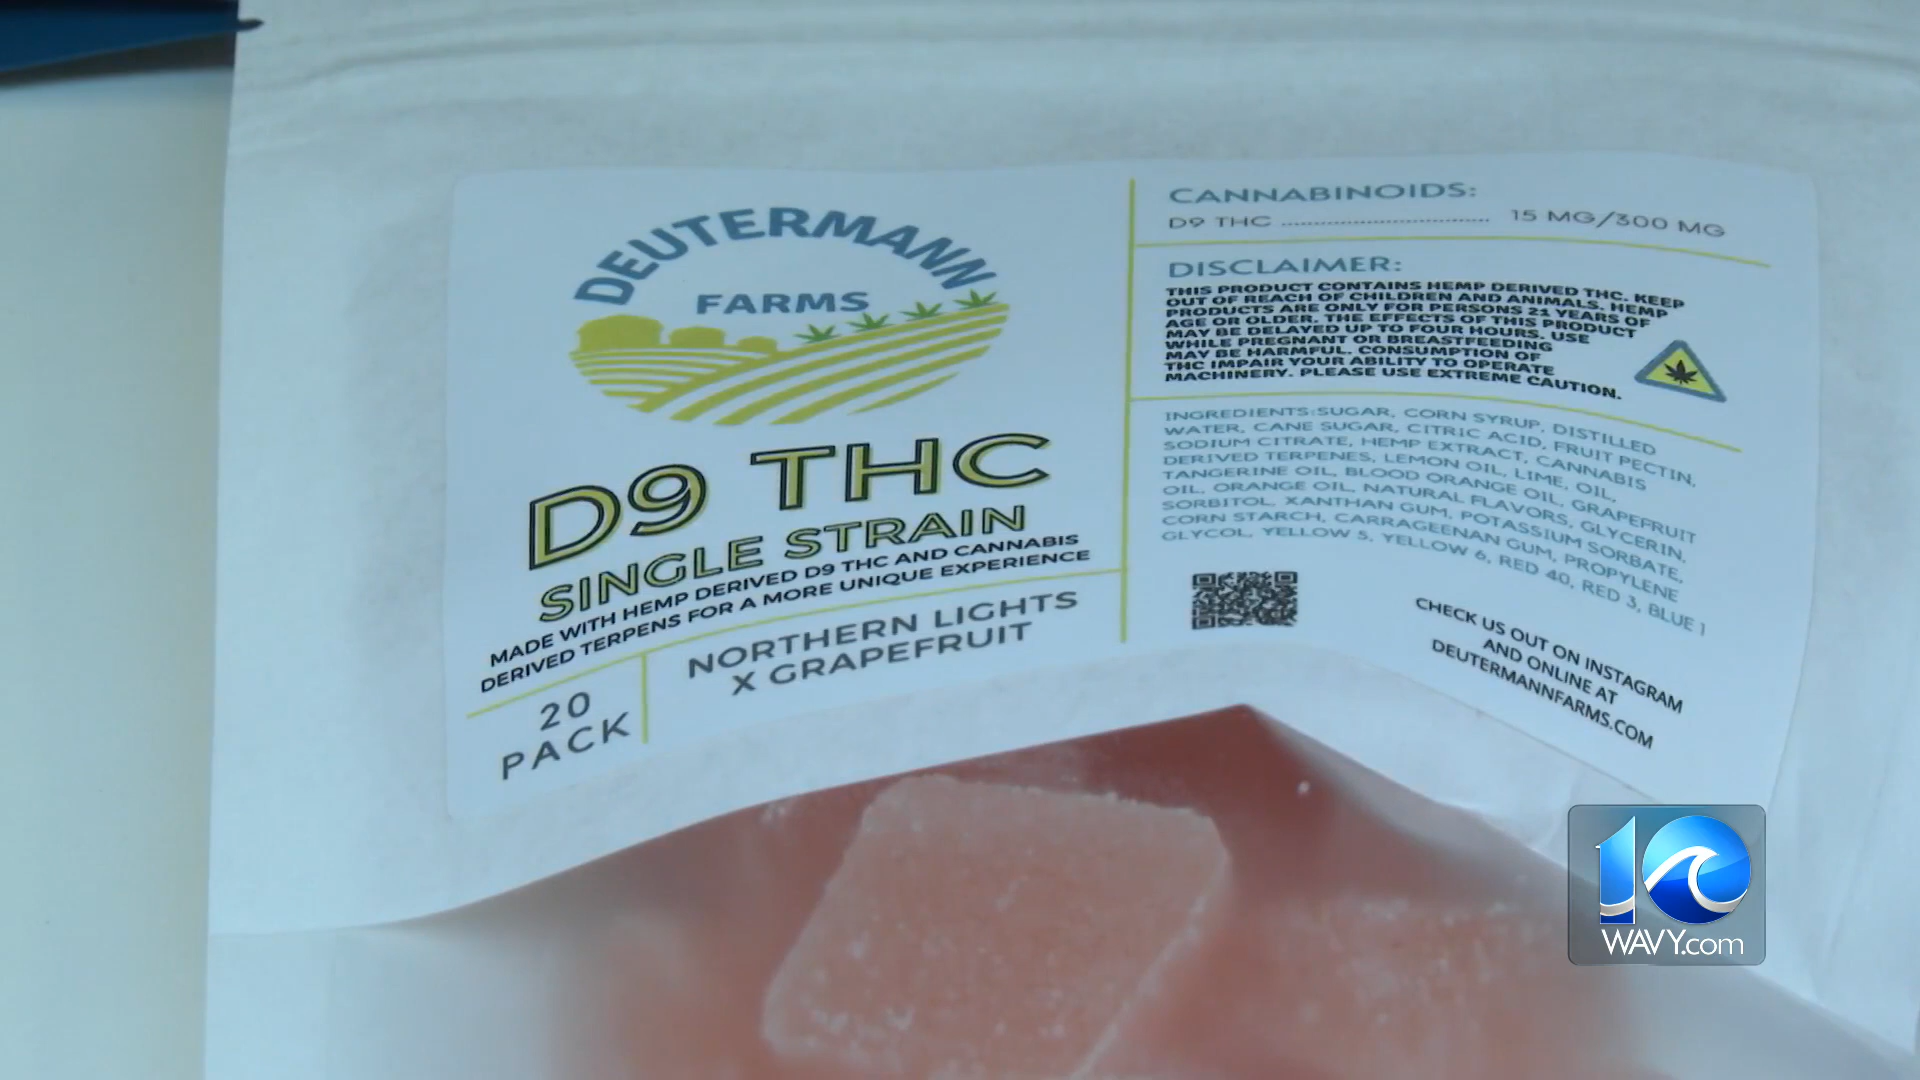 DEUTERMANN
FARMS
D9 THC
SINGLE STRAIN
MADE WITH HEMP DERIVED D9 THC AND CANNABIS
DERIVED TERPENS FOR A MORE UNIQUE EXPERIENCE
20
PACK
NORTHERN LIGHTS
X GRAPEFRUIT
CANNABINOIDS:
D9 THC ........................................ 15 MG/300 MG
DISCLAIMER:
THIS PRODUCT CONTAINS HEMP DERIVED THC. KEEP
OUT OF REACH OF CHILDREN AND ANIMALS. HEMP
PRODUCTS ARE ONLY FOR PERSONS 21 YEARS OF
AGE OR OLDER. THE EFFECTS OF THIS PRODUCT
MAY BE DELAYED UP TO FOUR HOURS. USE
WHILE PREGNANT OR BREASTFEEDING
MAY BE HARMFUL. CONSUMPTION OF
THC IMPAIR YOUR ABILITY TO OPERATE
MACHINERY. PLEASE USE EXTREME CAUTION.
INGREDIENTS:SUGAR, CORN SYRUP, DISTILLED
WATER, CANE SUGAR, CITRIC ACID, FRUIT PECTIN,
SODIUM CITRATE, HEMP EXTRACT, CANNABIS
DERIVED TERPENES, LEMON OIL, LIME, OIL,
TANGERINE OIL, BLOOD ORANGE OIL, GRAPEFRUIT
OIL, ORANGE OIL, NATURAL FLAVORS, GLYCERIN,
SORBITOL, XANTHAN GUM, POTASSIUM SORBATE,
CORN STARCH, CARRAGEENAN GUM, PROPYLENE
GLYCOL, YELLOW 5, YELLOW 6, RED 40, RED 3, BLUE 1
CHECK US OUT ON INSTAGRAM
AND ONLINE AT
DEUTERMANNFARMS.COM
10
WAVY.com